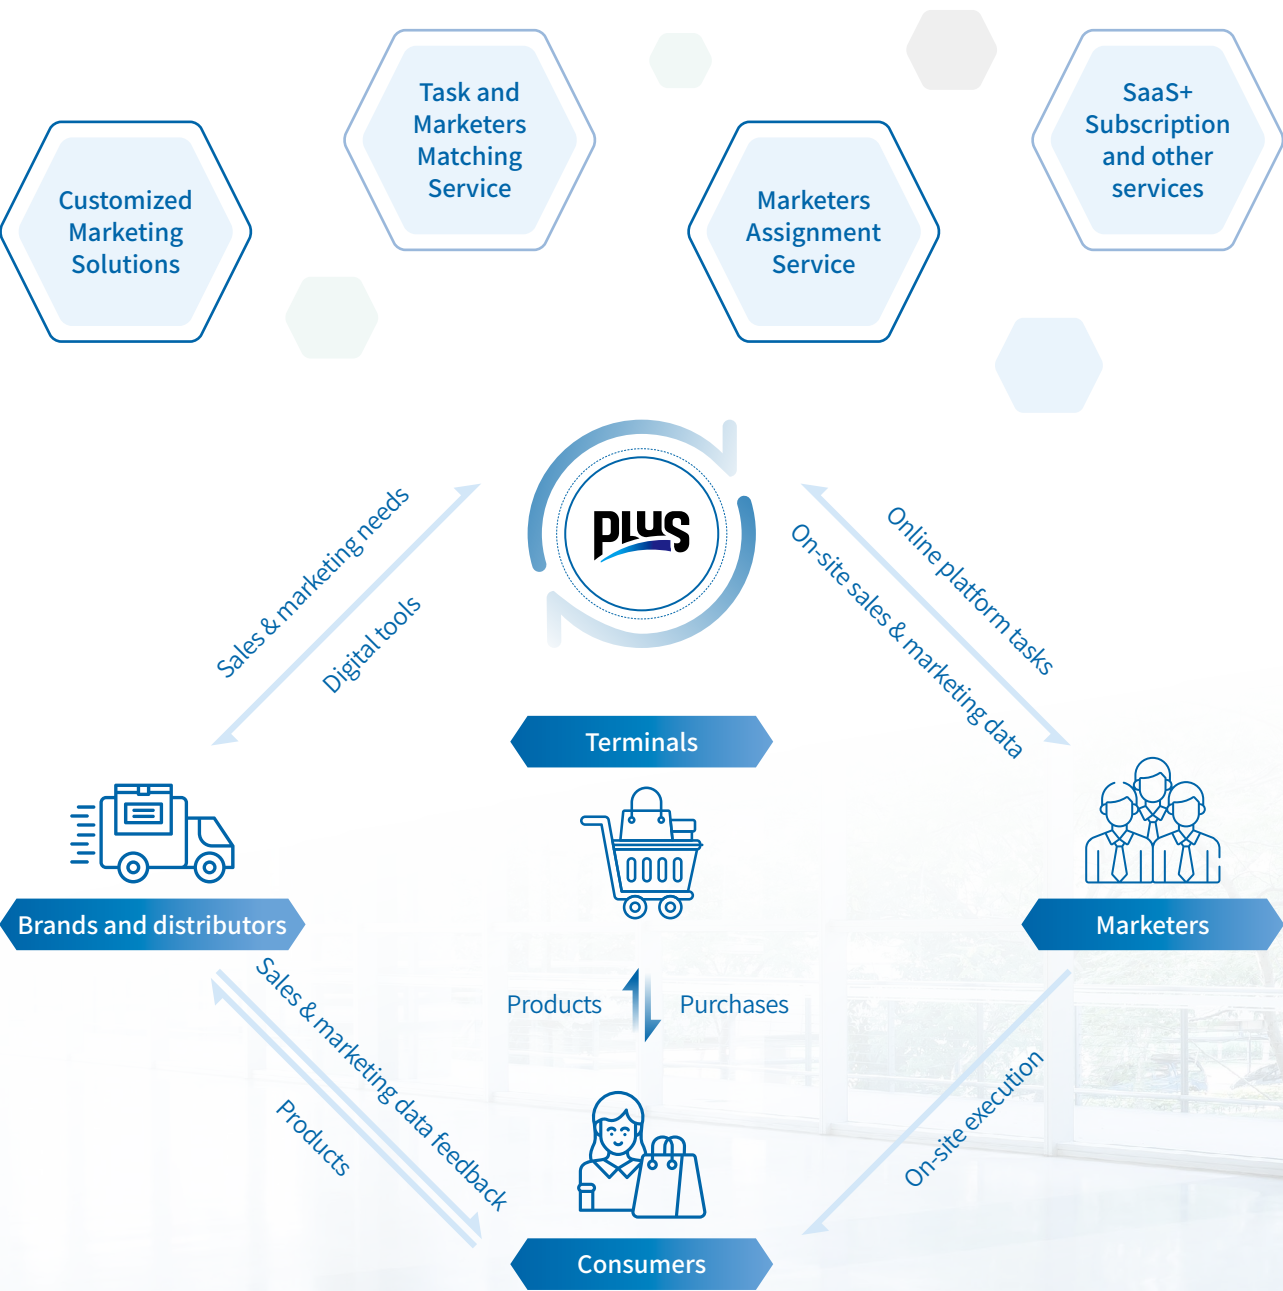 Task and
Marketers
Matching
Service
SaaS+
Subscription
and other
services
Customized
Marketing
Solutions
Marketers
Assignment
Service
PLUS
Sales & marketing needs
Digital tools
Online platform tasks
On-site sales & marketing data
Terminals
Brands and distributors
Marketers
Products
Purchases
Sales & marketing data feedback
Products
On-site execution
Consumers